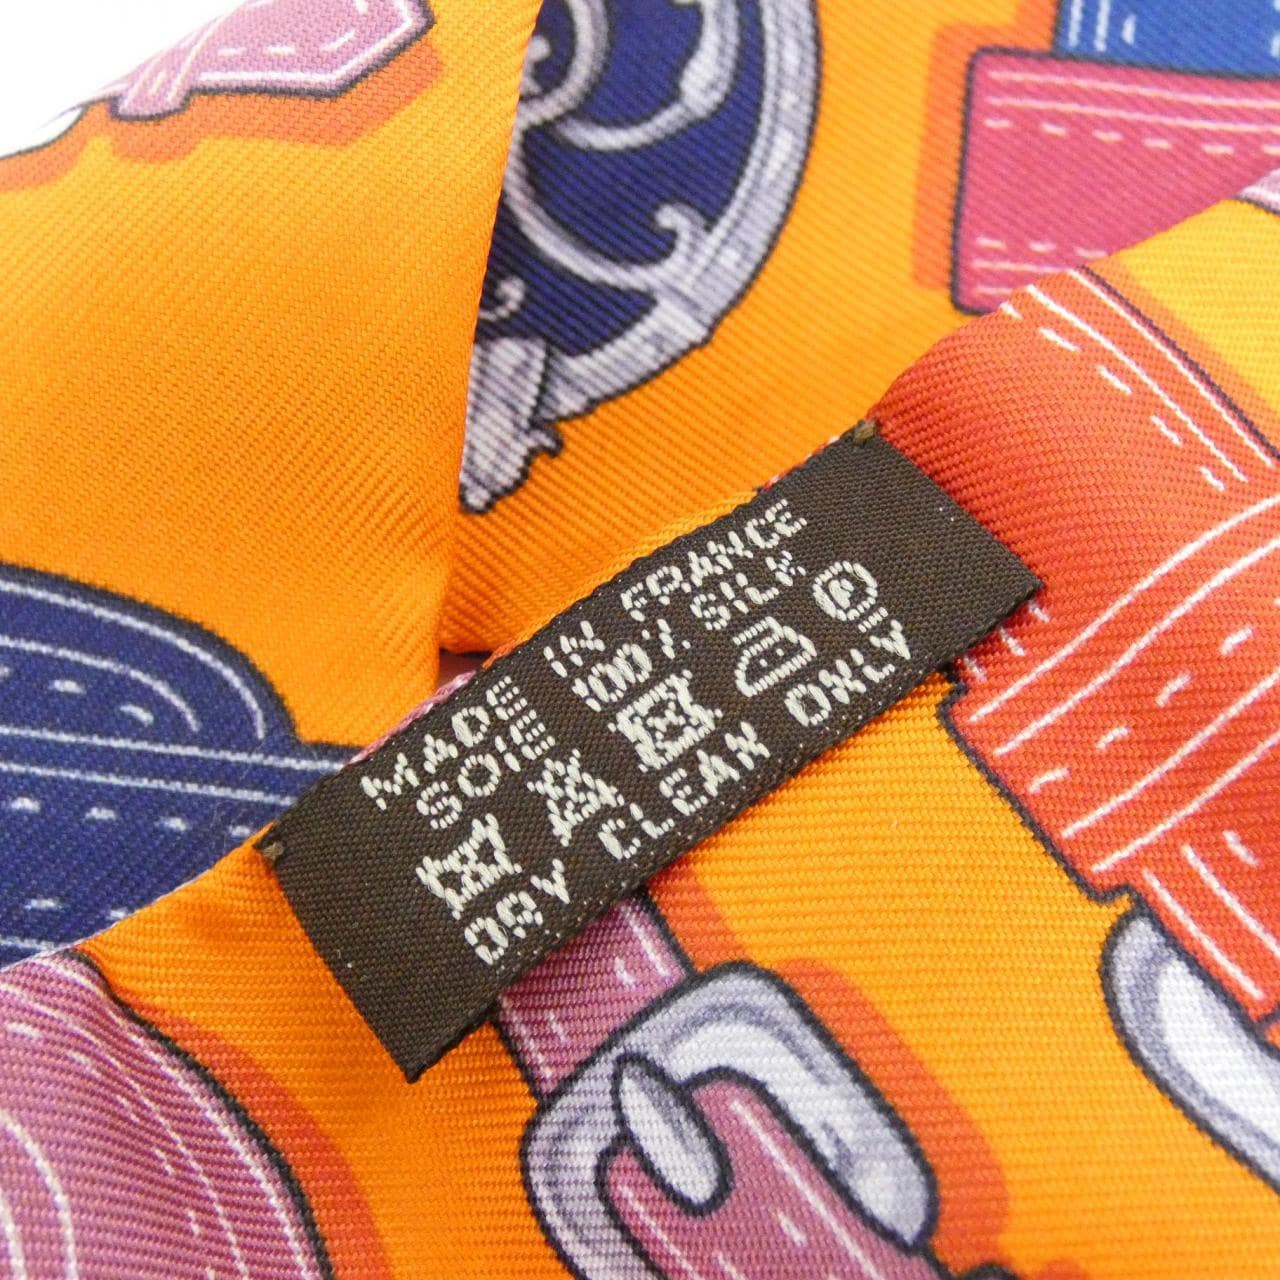 MADE IN FRANCE
SOIE 100% SILK
DRY CLEAN ONLY